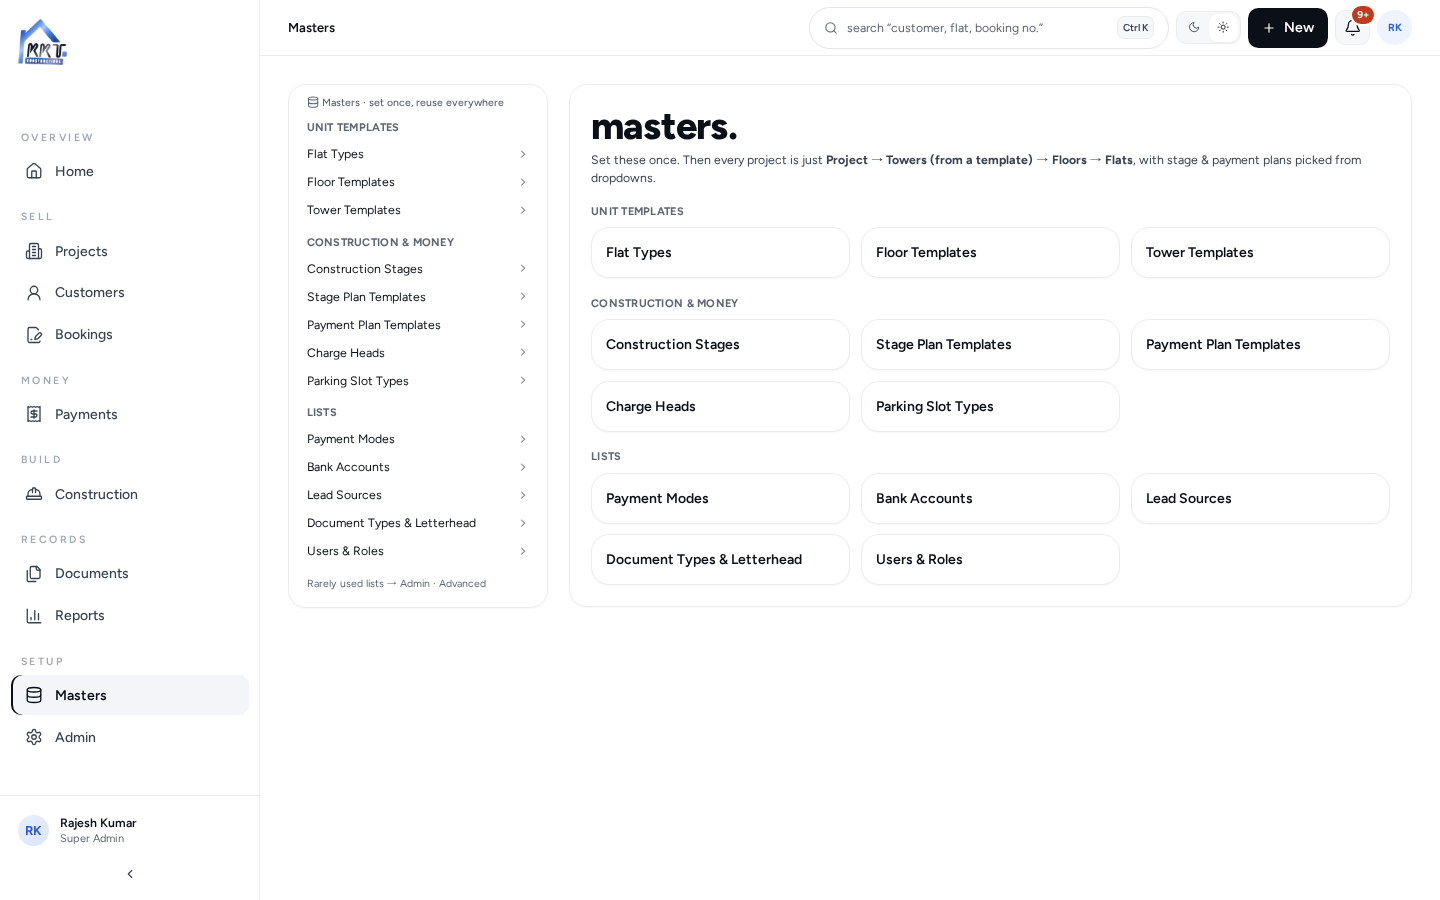 RRT
CONSTRUCTIONS
OVERVIEW
Home
SELL
Projects
Customers
Bookings
MONEY
Payments
BUILD
Construction
RECORDS
Documents
Reports
SETUP
Masters
Admin
RK
Rajesh Kumar
Super Admin
Masters
search “customer, flat, booking no.”
Ctrl K
New
9+
RK
Masters · set once, reuse everywhere
UNIT TEMPLATES
Flat Types
Floor Templates
Tower Templates
CONSTRUCTION & MONEY
Construction Stages
Stage Plan Templates
Payment Plan Templates
Charge Heads
Parking Slot Types
LISTS
Payment Modes
Bank Accounts
Lead Sources
Document Types & Letterhead
Users & Roles
Rarely used lists → Admin · Advanced
masters.
Set these once. Then every project is just Project → Towers (from a template) → Floors → Flats, with stage & payment plans picked from
dropdowns.
UNIT TEMPLATES
Flat Types
Floor Templates
Tower Templates
CONSTRUCTION & MONEY
Construction Stages
Stage Plan Templates
Payment Plan Templates
Charge Heads
Parking Slot Types
LISTS
Payment Modes
Bank Accounts
Lead Sources
Document Types & Letterhead
Users & Roles